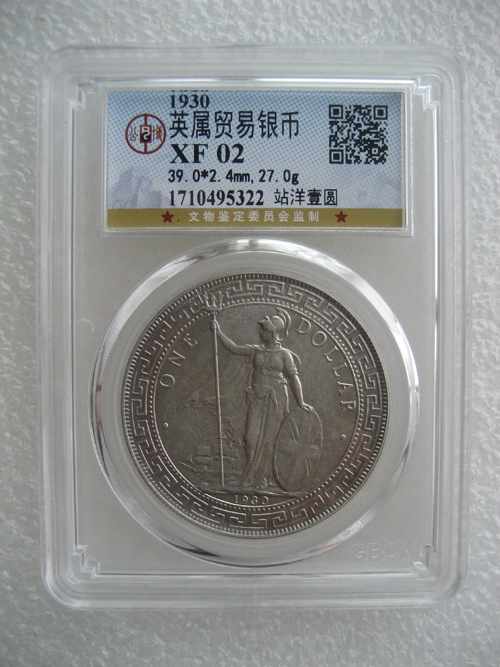 1930
英属贸易银币
XF 02
39.0*2.4mm,27.0g
1710495322 站洋壹圆
★ . 文物鉴定委员会监制 ★
ONE DOLLAR
1930
GBCA